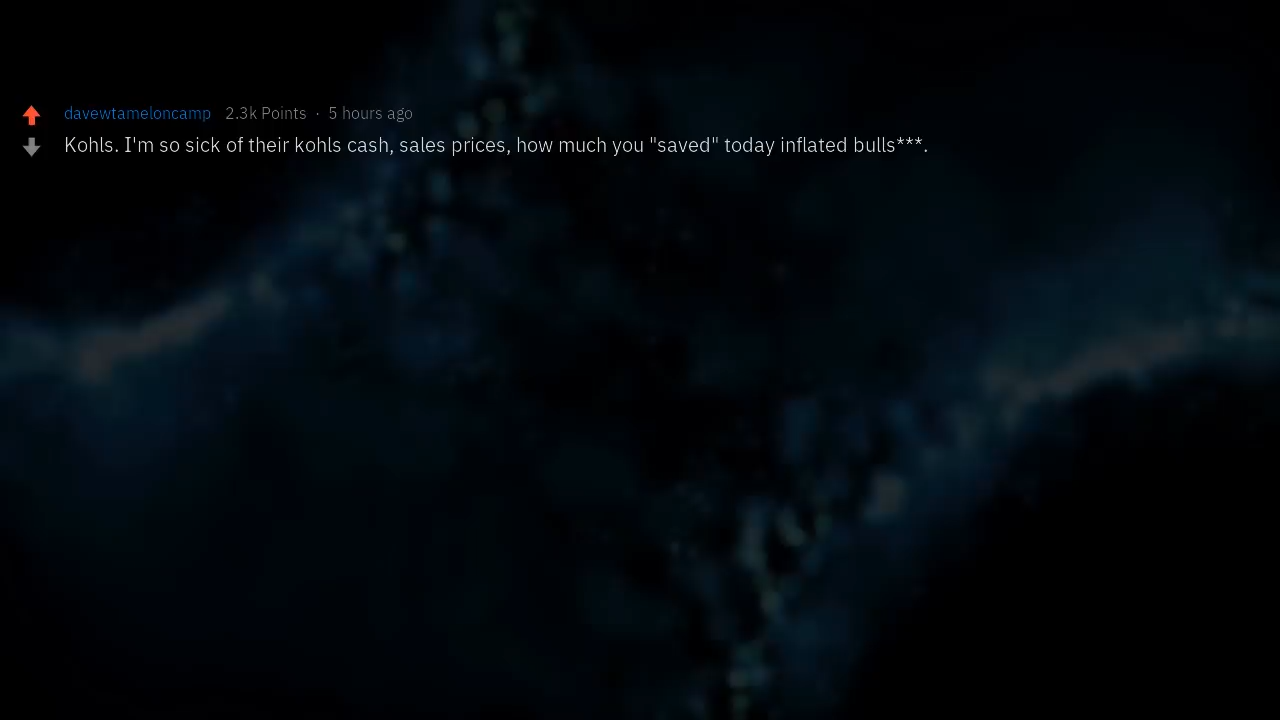 davewtameloncamp 2.3k Points · 5 hours ago
Kohls. I'm so sick of their kohls cash, sales prices, how much you "saved" today inflated bulls***.